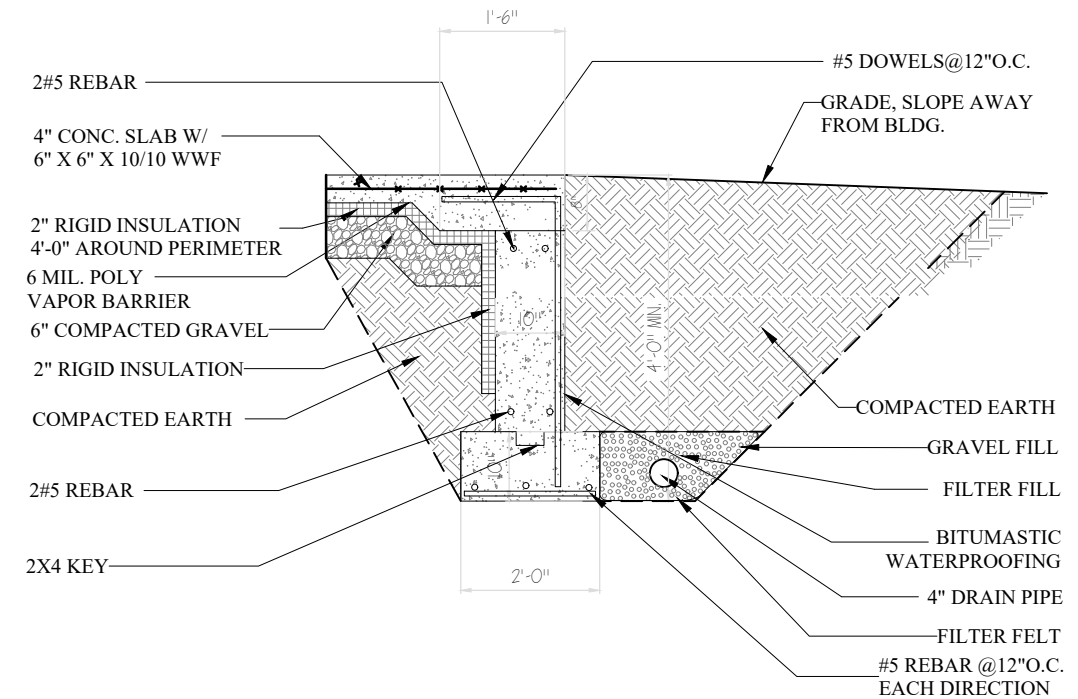 1'-6"
2#5 REBAR
#5 DOWELS@12"O.C.
GRADE, SLOPE AWAY
FROM BLDG.
4" CONC. SLAB W/
6" X 6" X 10/10 WWF
2" RIGID INSULATION
4'-0" AROUND PERIMETER
8"
6 MIL. POLY
VAPOR BARRIER
6" COMPACTED GRAVEL
10"
4'-0" MIN.
2" RIGID INSULATION
COMPACTED EARTH
COMPACTED EARTH
GRAVEL FILL
10"
2#5 REBAR
FILTER FILL
BITUMASTIC
WATERPROOFING
2X4 KEY
2'-0"
4" DRAIN PIPE
FILTER FELT
#5 REBAR @12"O.C.
EACH DIRECTION